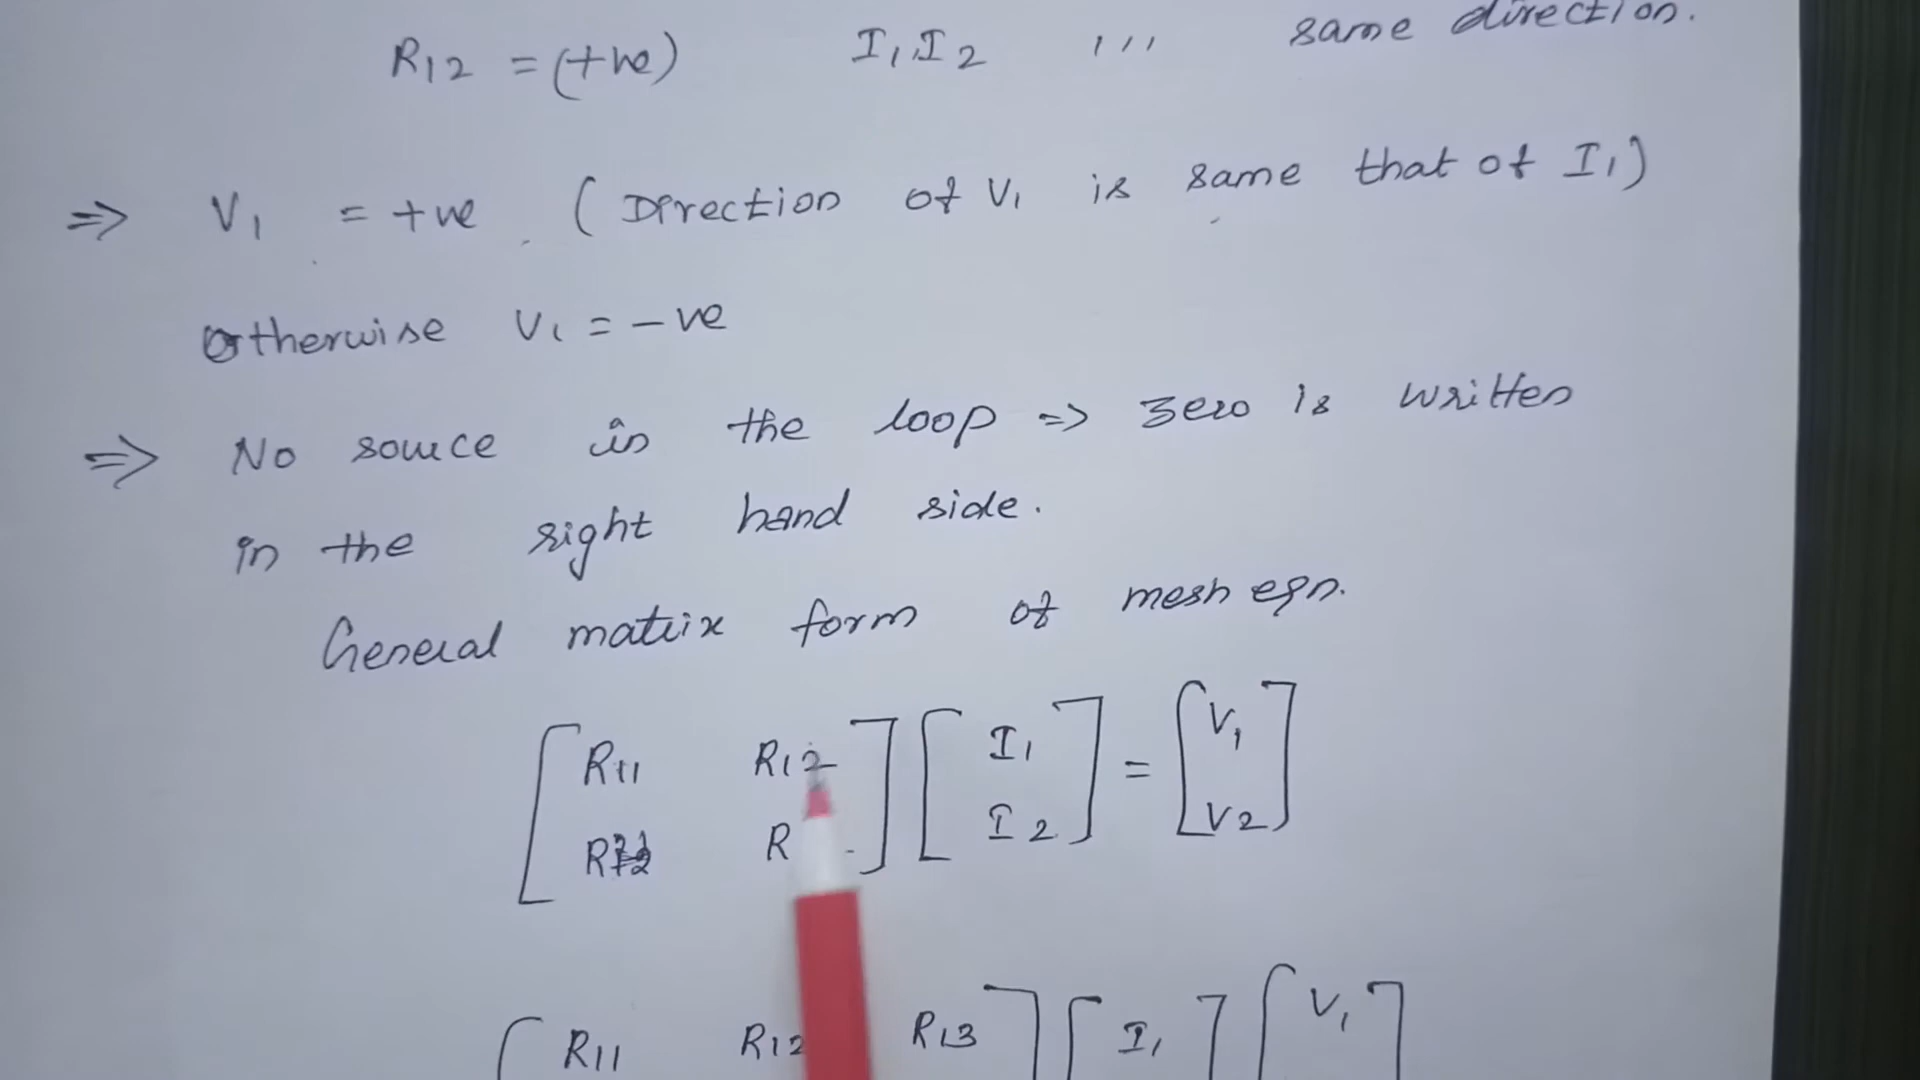 R12 = (+ve) I1, I2 ,,, same direction.
⇒ V1 = +ve (Direction of V1 is same that of I1)
Otherwise V1 = -ve
⇒ No source in the loop => zero is written
in the right hand side.
General matrix form of mesh eqn.
[ R11 R12 ] [ I1 ] = [ V1 ]
R I2 V2
R11 R12 R13 I1 V1